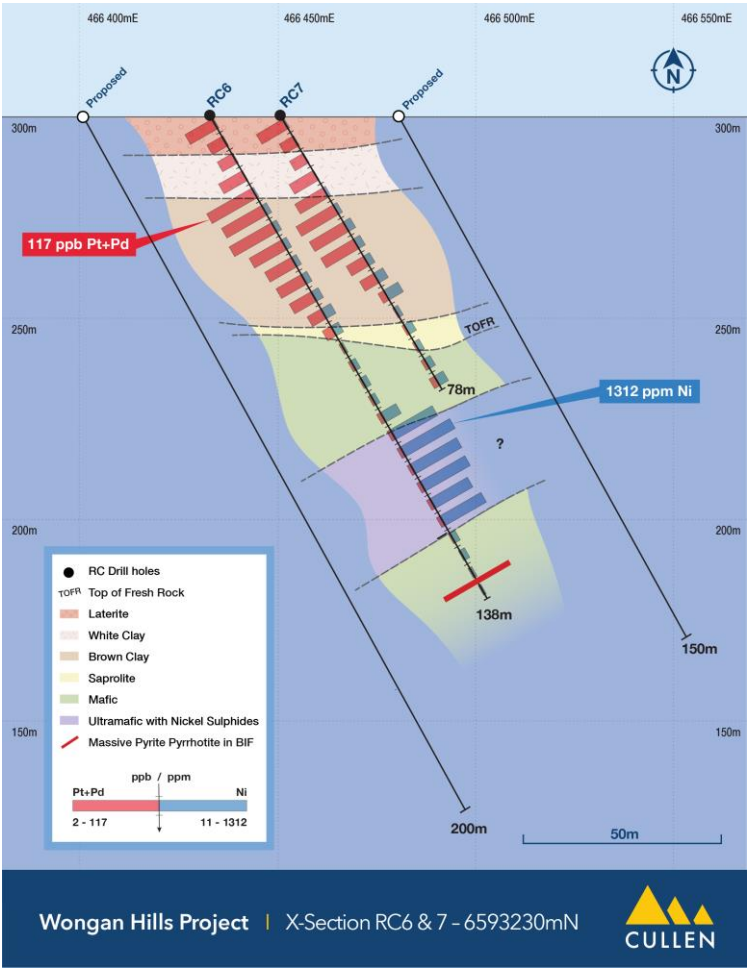 466 400mE
466 450mE
466 500mE
466 550mE
N
Proposed
RC6
RC7
Proposed
300m
300m
117 ppb Pt+Pd
250m
250m
TOFR
78m
1312 ppm Ni
?
200m
200m
138m
150m
150m
150m
200m
RC Drill holes
TOFR Top of Fresh Rock
Laterite
White Clay
Brown Clay
Saprolite
Mafic
Ultramafic with Nickel Sulphides
Massive Pyrite Pyrrhotite in BIF
ppb / ppm
Pt+Pd Ni
2 - 117 11 - 1312
50m
Wongan Hills Project | X-Section RC6 & 7 – 6593230mN
CULLEN